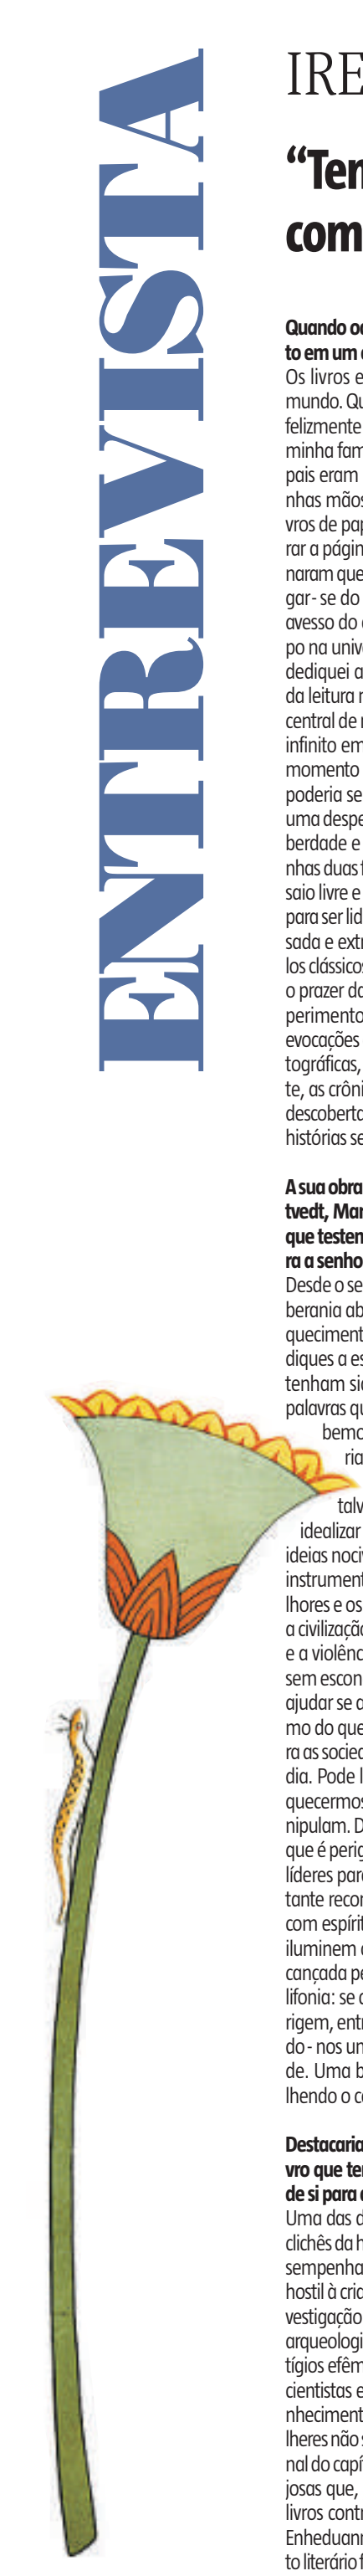 ENTREVISTA
IRE
“Ten
com
Quando oc
to em um
Os livros e
mundo. Qu
felizmente
minha fam
pais eram
nhas mãos
vros de pap
rar a págin
naram que
gar-se do
avesso do
po na univ
dediquei a
da leitura
central de
infinito em
momento
poderia se
uma despe
berdade e
nhas duas f
saio livre e
para ser lid
sada e extr
los clássico
o prazer da
perimento
evocações
tográficas,
te, as crôni
descoberta
histórias se
A sua obra
tvedt, Mar
que testen
ra a senho
Desde o se
berania ab
queciment
diques a es
tenham sid
palavras qu
bemo
ria
talv
idealizar
ideias noci
instrument
lhores e os
a civilização
e a violênc
sem escon
ajudar se a
mo do que
ra as socied
dia. Pode l
quecermos
nipulam. D
que é perig
líderes para
tante recon
com espírit
iluminem
cançada pe
lifonia: se
rigem, entr
do-nos un
de. Uma b
lhendo o c
Destacaria
vro que ter
de si para
Uma das d
clichês da h
sempenha
hostil à cria
vestigação
arqueologi
tígios efêm
cientistas e
nheciment
lheres não
nal do capí
josas que,
livros contr
Enheduann
to literário f